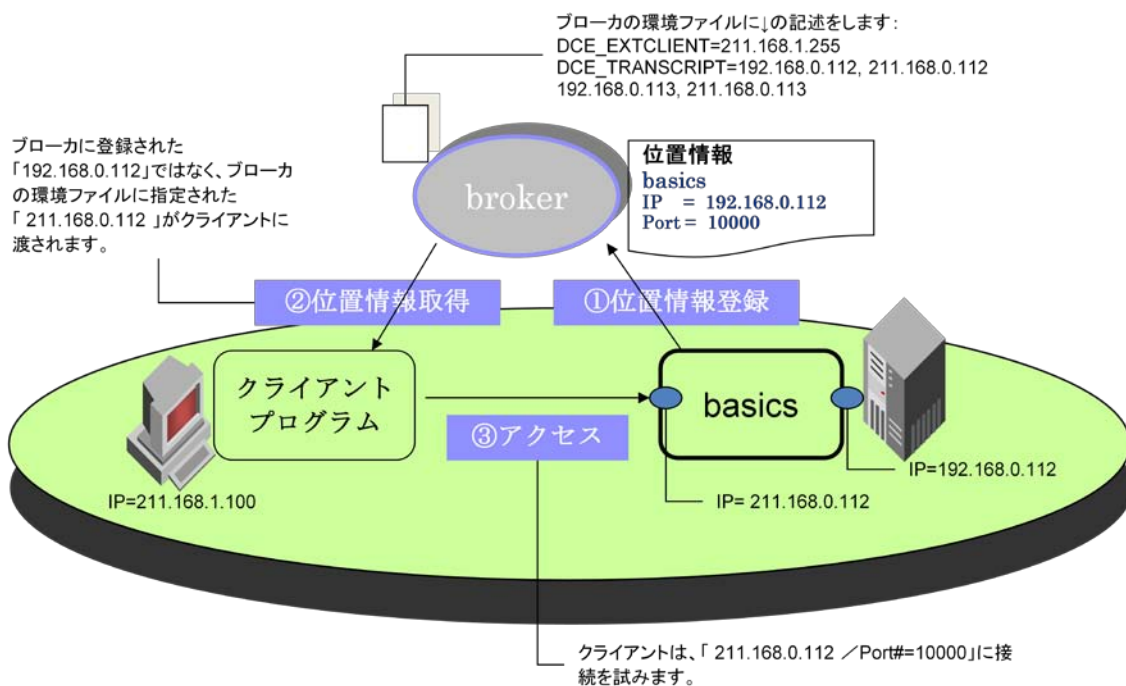 ブローカの環境ファイルに↓の記述をします:
DCE_EXTCLIENT=211.168.1.255
DCE_TRANSCRIPT=192.168.0.112, 211.168.0.112
192.168.0.113, 211.168.0.113
ブローカに登録された
「192.168.0.112」ではなく、ブローカ
の環境ファイルに指定された
「 211.168.0.112 」がクライアントに
渡されます。
broker
位置情報
basics
IP = 192.168.0.112
Port = 10000
②位置情報取得
①位置情報登録
クライアント
プログラム
basics
③アクセス
IP=192.168.0.112
IP=211.168.1.100
IP= 211.168.0.112
クライアントは、「 211.168.0.112 ／Port#=10000」に接
続を試みます。